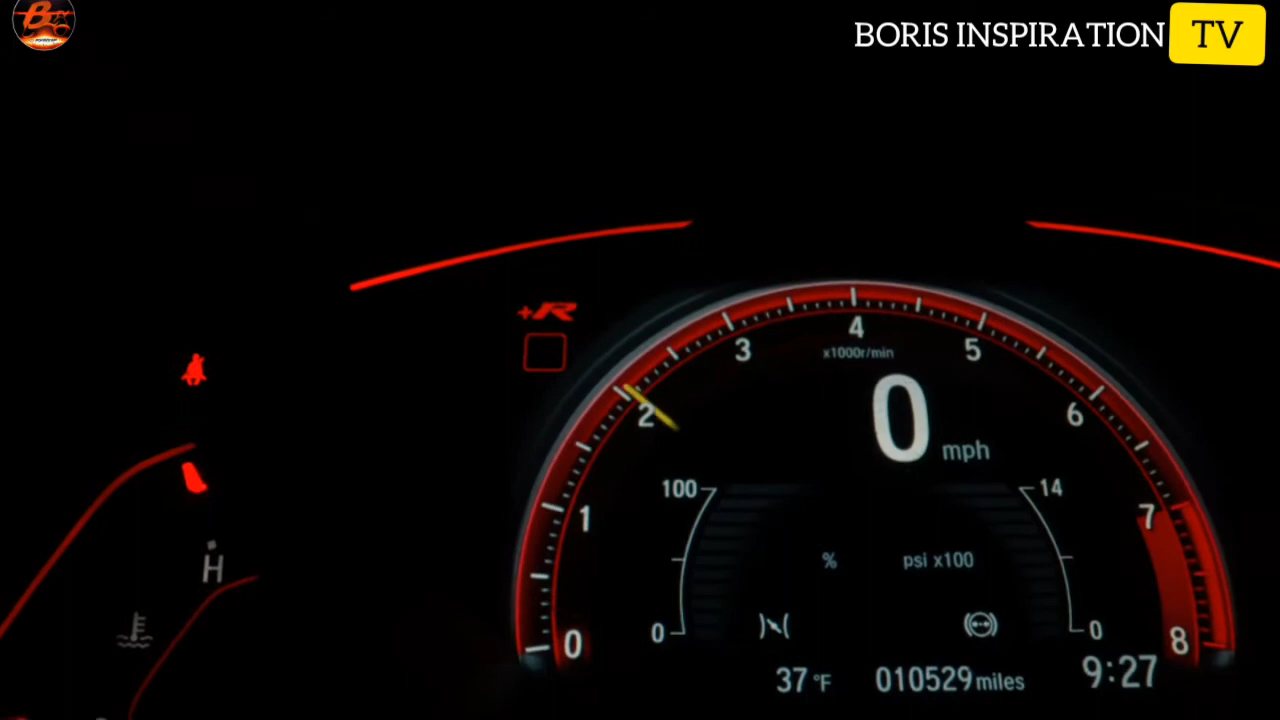 BORIS INSPIRATION TV
+R
4
3
5
x1000r/min
2
0
6
mph
100
14
1
7
%
psi x100
H
0
0
0
8
37 °F
010529 miles
9:27